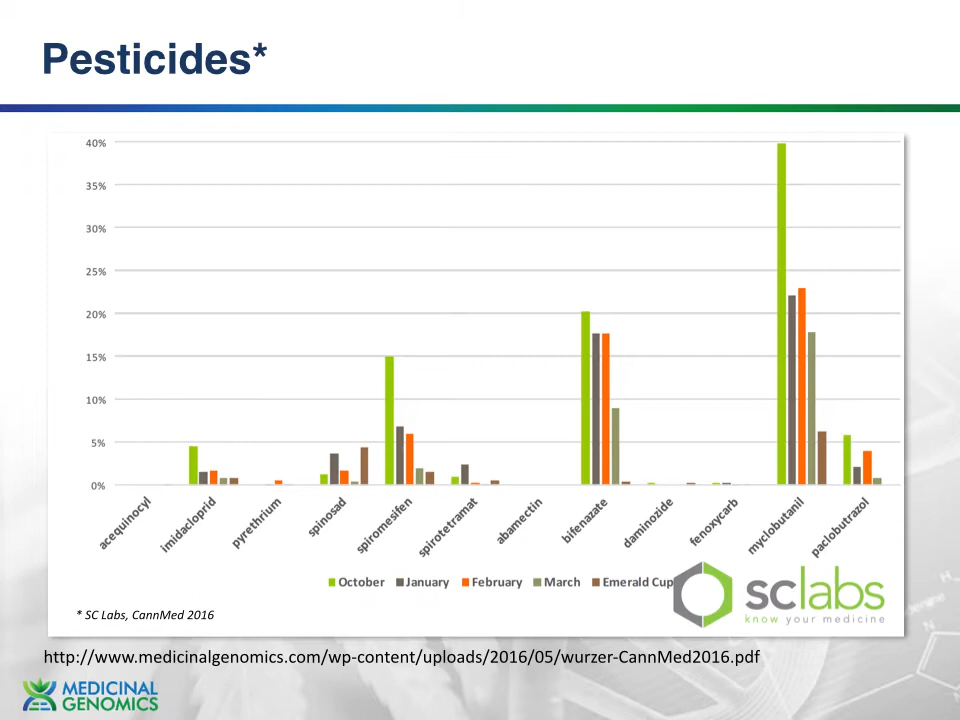 Pesticides*
40%
35%
30%
25%
20%
15%
10%
5%
0%
acequinocyl
imidacloprid
pyrethrium
spinosad
spiromesifen
spirotetramat
abamectin
bifenazate
daminozide
fenoxycarb
myclobutanil
paclobutrazol
October January February March Emerald Cup
sclabs
know your medicine
* SC Labs, CannMed 2016
http://www.medicinalgenomics.com/wp-content/uploads/2016/05/wurzer-CannMed2016.pdf
MEDICINAL
GENOMICS